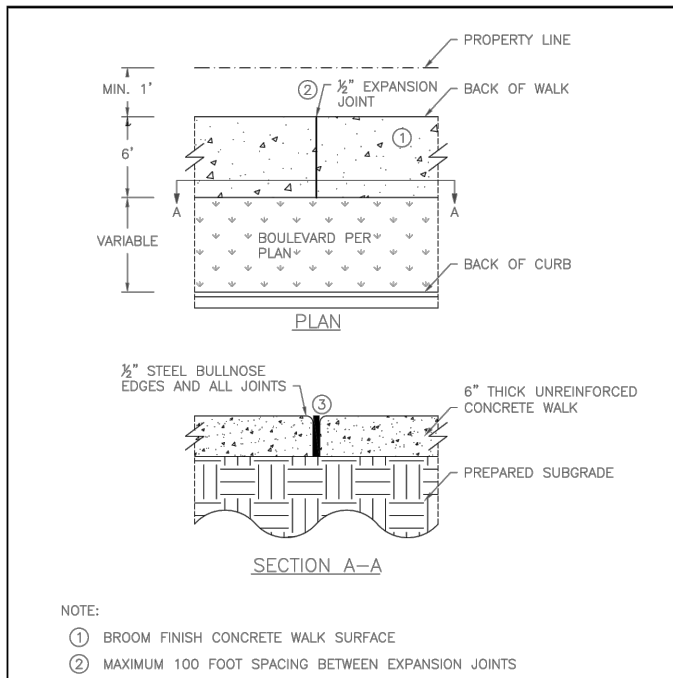 PROPERTY LINE
MIN. 1'
② ½" EXPANSION
JOINT
BACK OF WALK
①
6'
A
A
VARIABLE
BOULEVARD PER
PLAN
BACK OF CURB
PLAN
½" STEEL BULLNOSE
EDGES AND ALL JOINTS
③
6" THICK UNREINFORCED
CONCRETE WALK
PREPARED SUBGRADE
SECTION A-A
NOTE:
① BROOM FINISH CONCRETE WALK SURFACE
② MAXIMUM 100 FOOT SPACING BETWEEN EXPANSION JOINTS